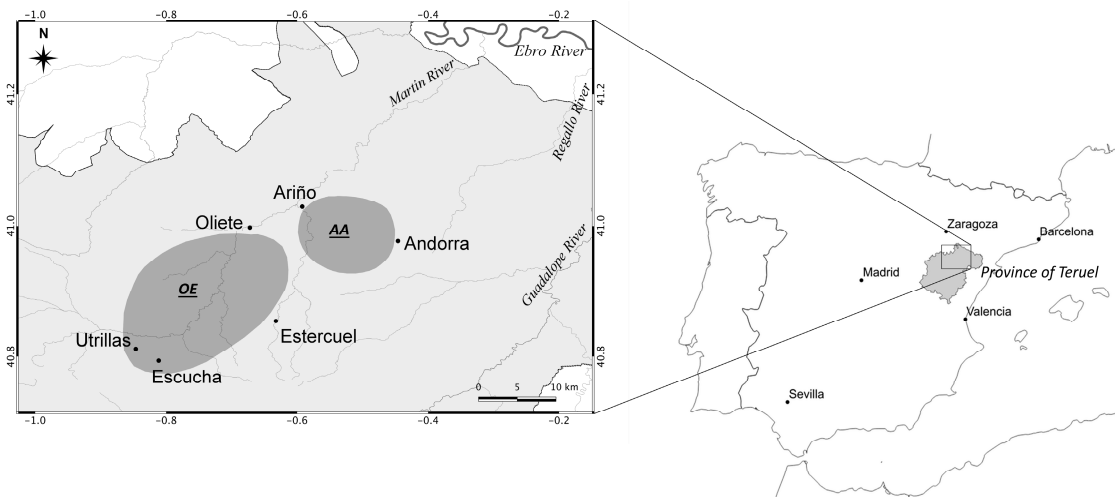 −1.0 −0.8 −0.6 −0.4 −0.2
N
Ebro River
Martín River
41.2
41.2
Regallo River
Ariño
Oliete
AA
Andorra
41.0
41.0
Guadalope River
OE
Estercuel
Utrillas
40.8
40.8
Escucha
0 5 10 km
−1.0 −0.8 −0.6 −0.4 −0.2
Zaragoza
Barcelona
Madrid
Province of Teruel
Valencia
Sevilla